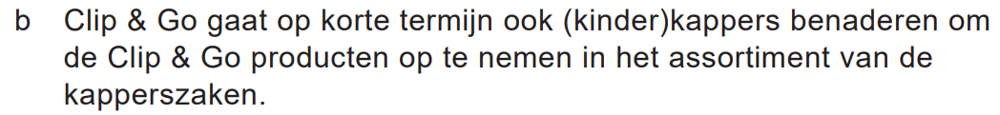 b Clip & Go gaat op korte termijn ook (kinder)kappers benaderen om
de Clip & Go producten op te nemen in het assortiment van de
kapperszaken.